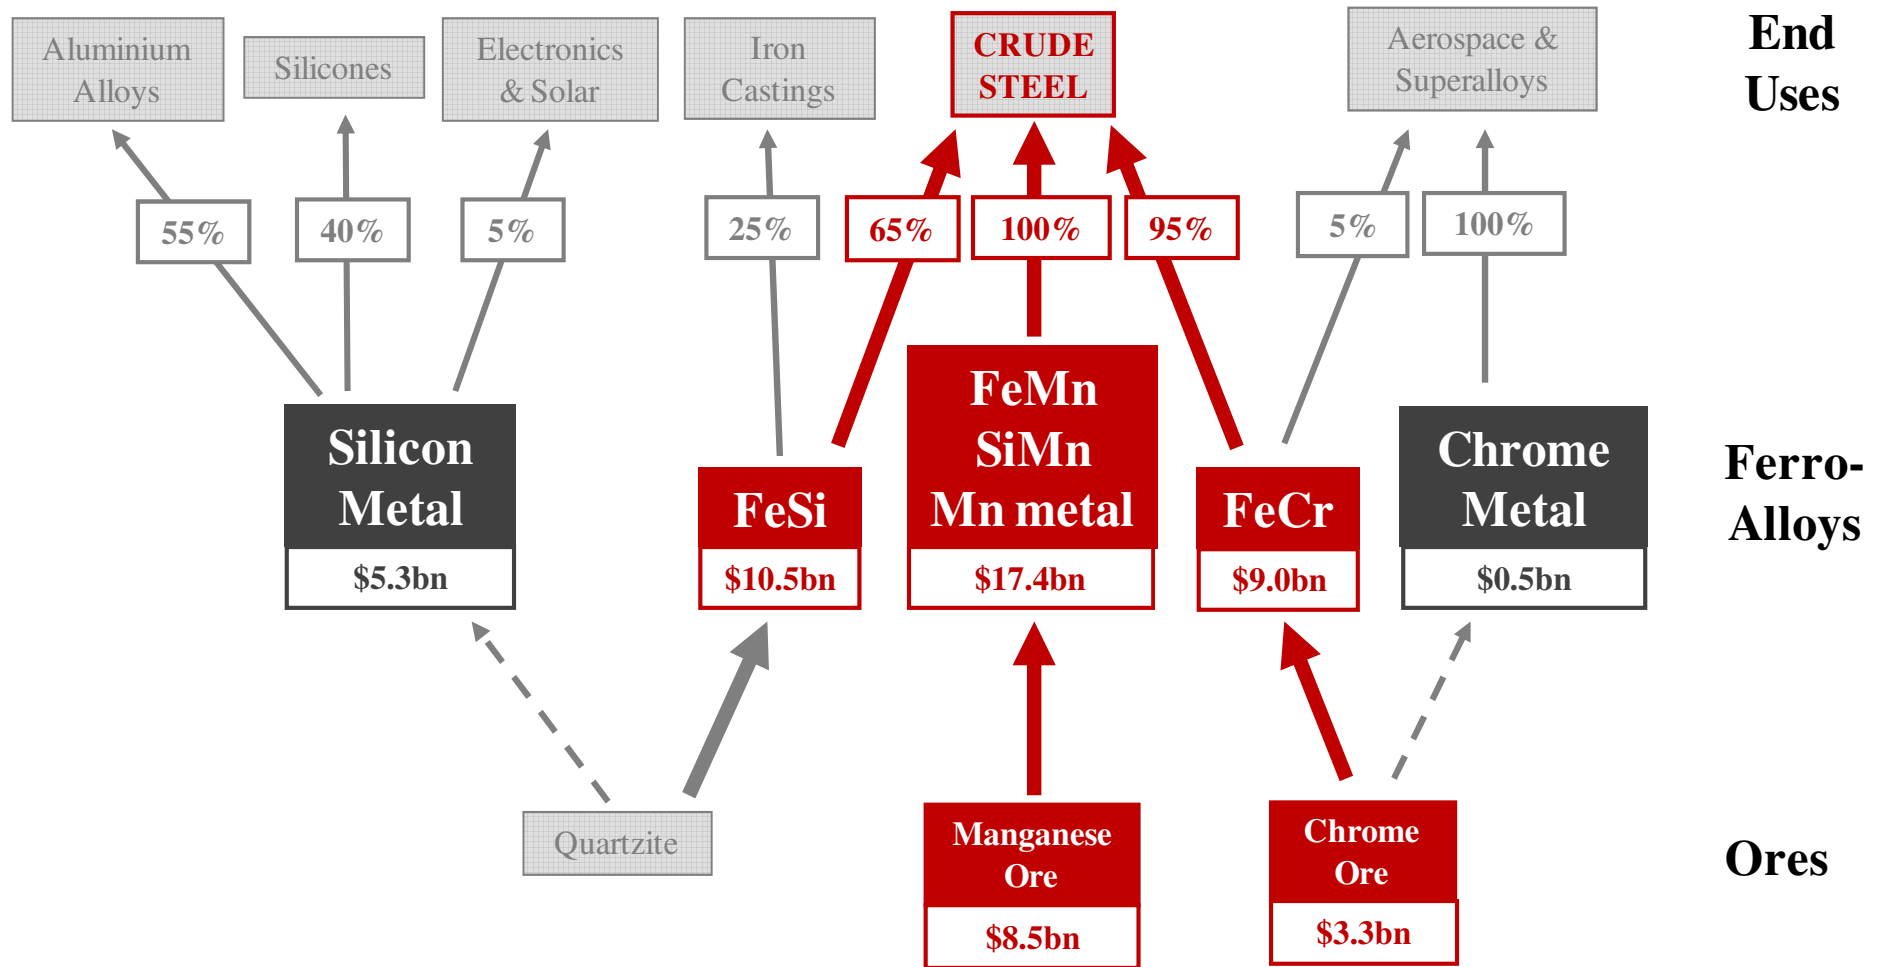 Aluminium
Alloys
Silicones
Electronics
& Solar
Iron
Castings
CRUDE
STEEL
Aerospace &
Superalloys
End
Uses
55%
40%
5%
25%
65%
100%
95%
5%
100%
Silicon
Metal
$5.3bn
FeSi
$10.5bn
FeMn
SiMn
Mn metal
$17.4bn
FeCr
$9.0bn
Chrome
Metal
$0.5bn
Ferro-
Alloys
Quartzite
Manganese
Ore
$8.5bn
Chrome
Ore
$3.3bn
Ores